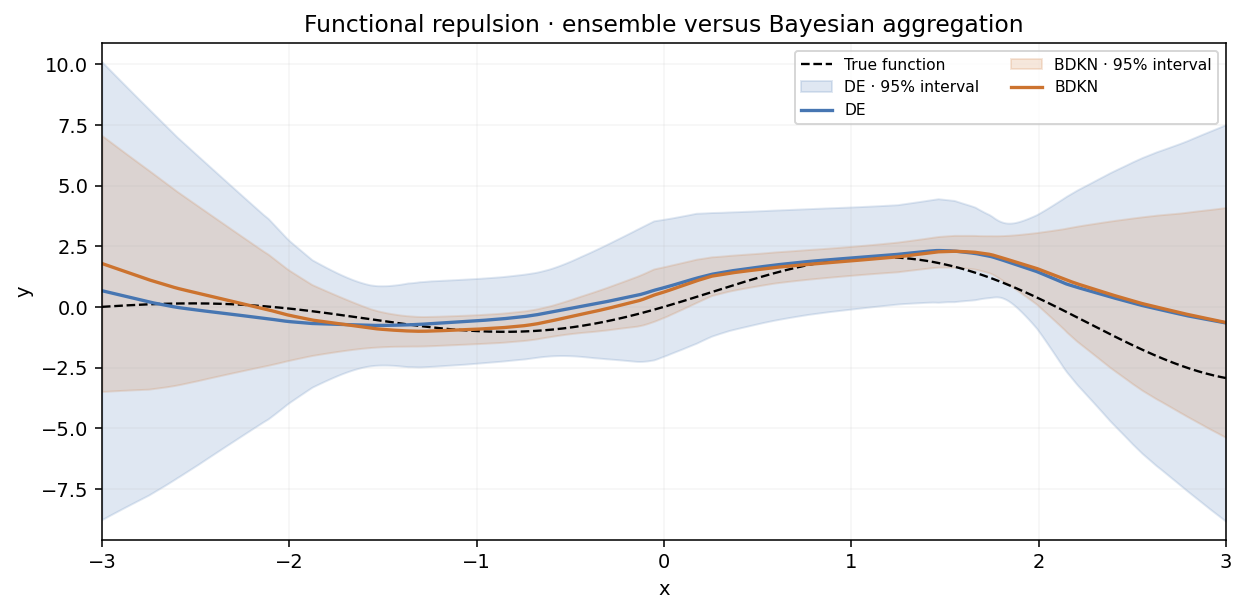 Functional repulsion · ensemble versus Bayesian aggregation
True function
DE · 95% interval
DE
BDKN · 95% interval
BDKN
y
10.0
7.5
5.0
2.5
0.0
−2.5
−5.0
−7.5
−3
−2
−1
0
1
2
3
x